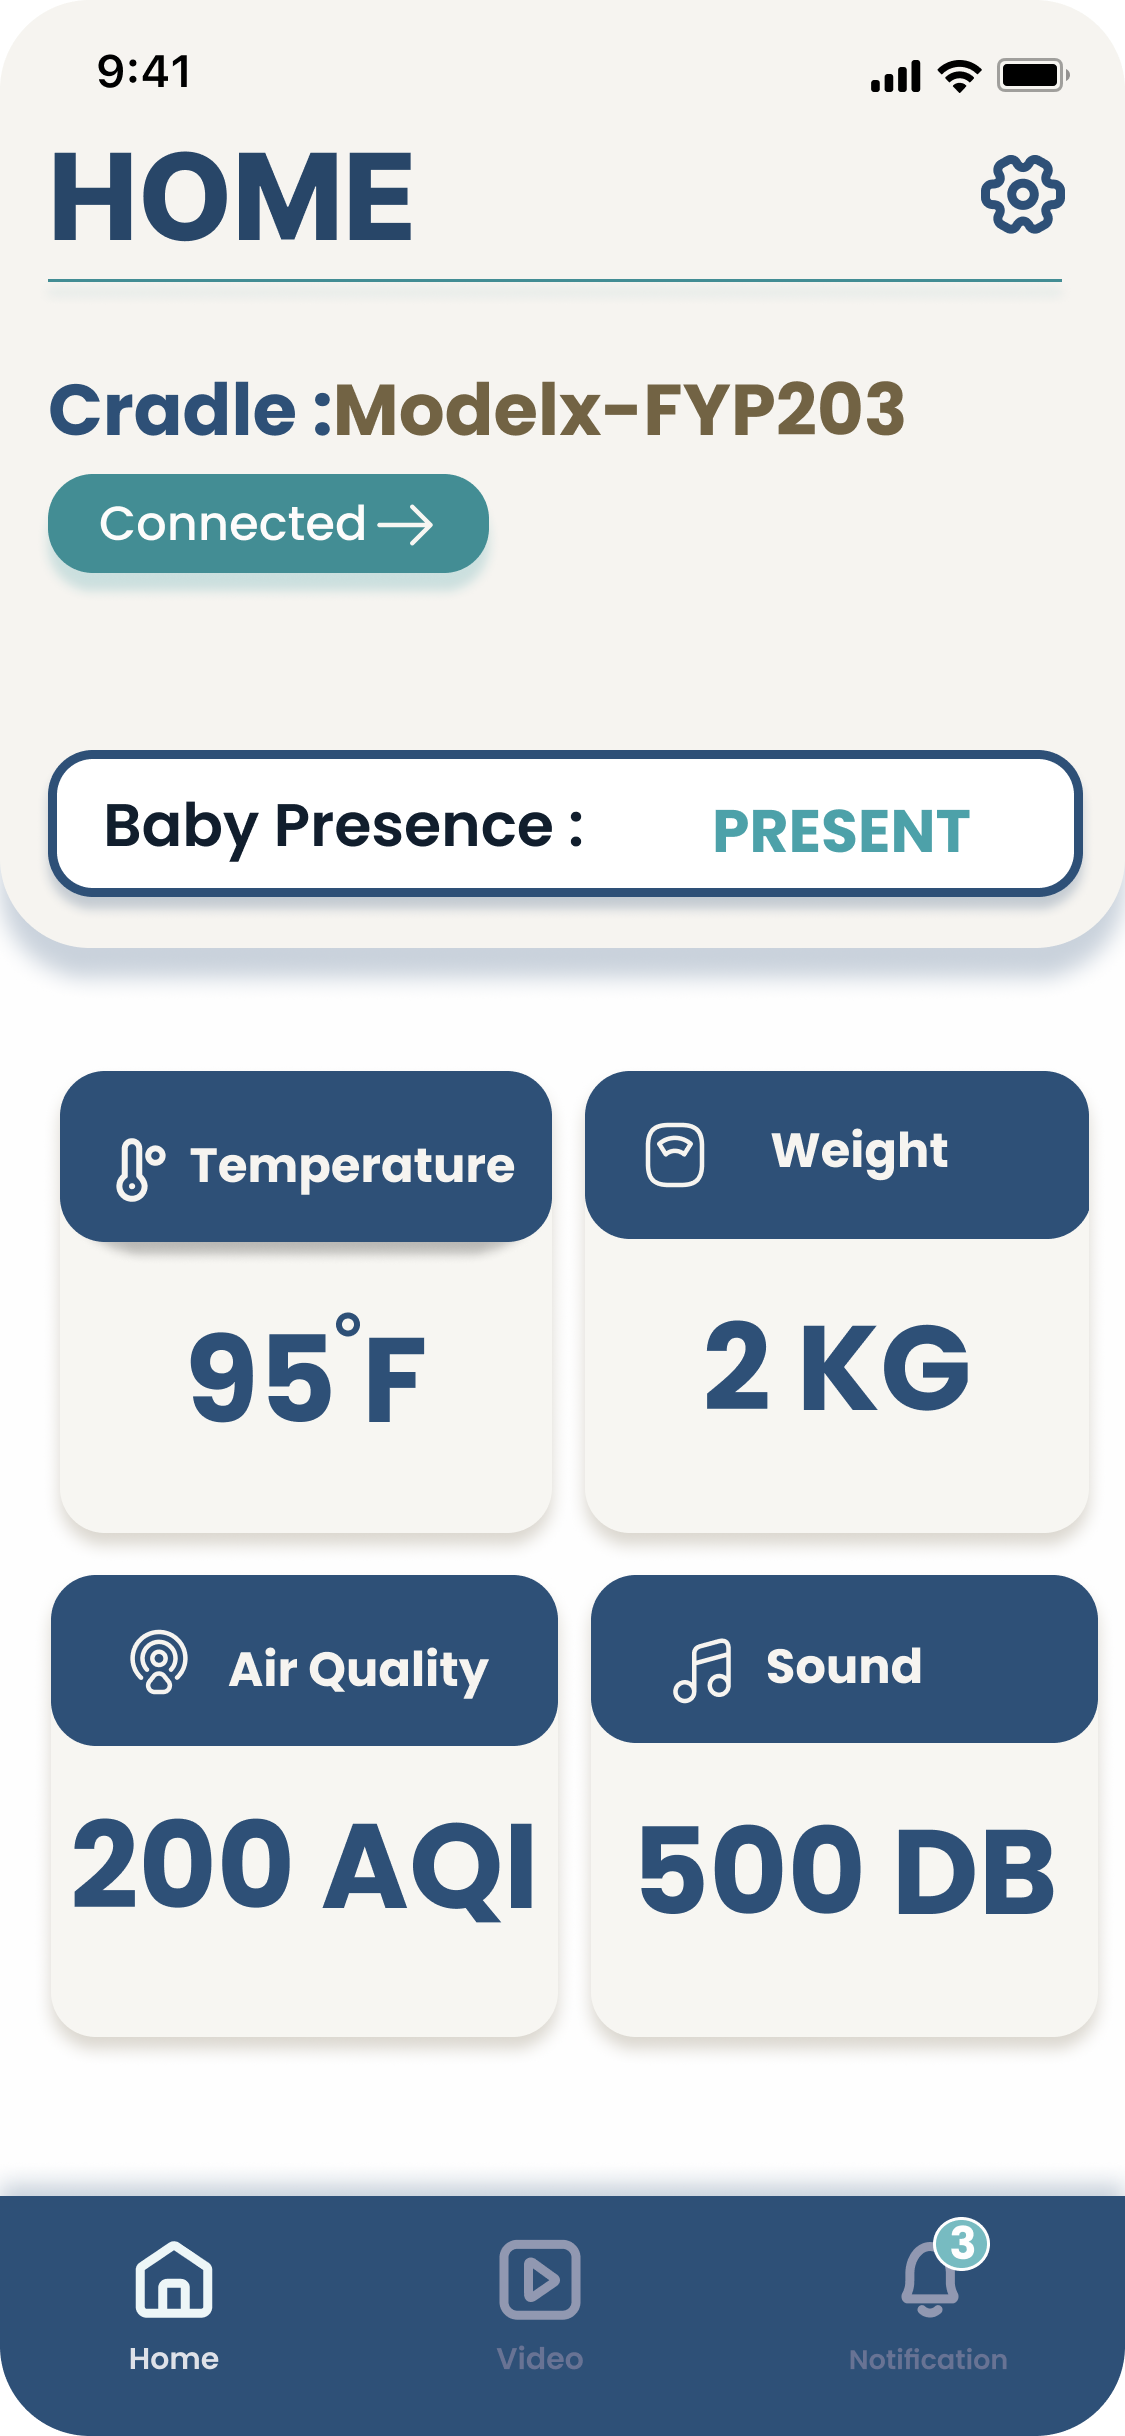 9:41
HOME
Cradle :Modelx-FYP203
Connected →
Baby Presence : PRESENT
Temperature
Weight
95°F
2 KG
Air Quality
Sound
200 AQI
500 DB
3
Home
Video
Notification